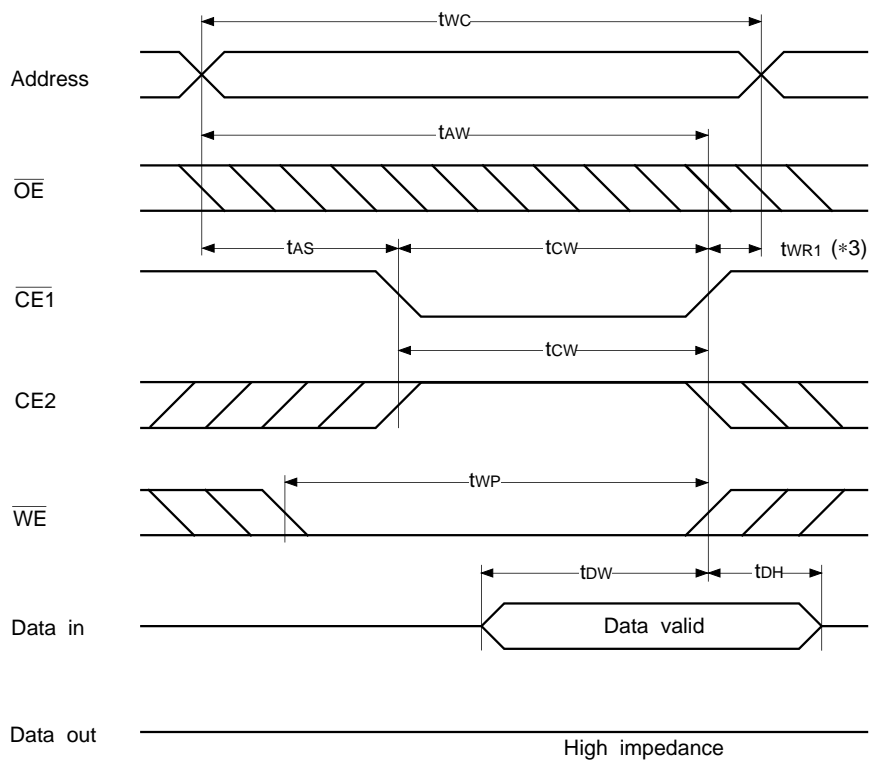 tWC
Address
tAW
OE
tAS tCW tWR1 (*3)
CE1
tCW
CE2
tWP
WE
tDW tDH
Data in Data valid
Data out
High impedance